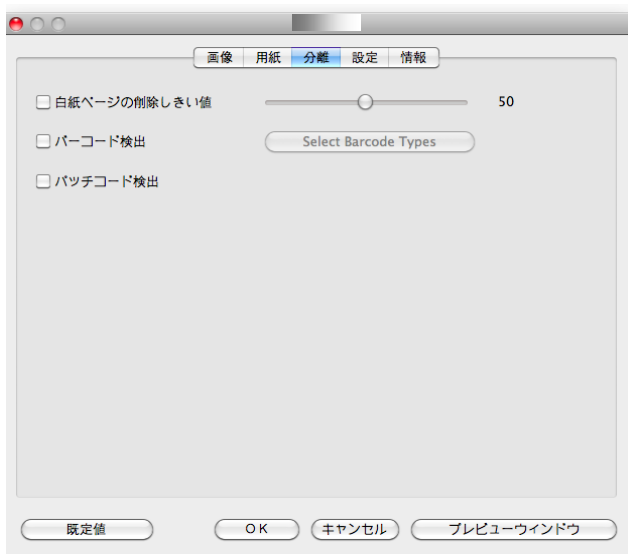 画像 用紙 分離 設定 情報
白紙ページの削除しきい値 50
バーコード検出 Select Barcode Types
パッチコード検出
既定値 OK キャンセル プレビューウインドウ